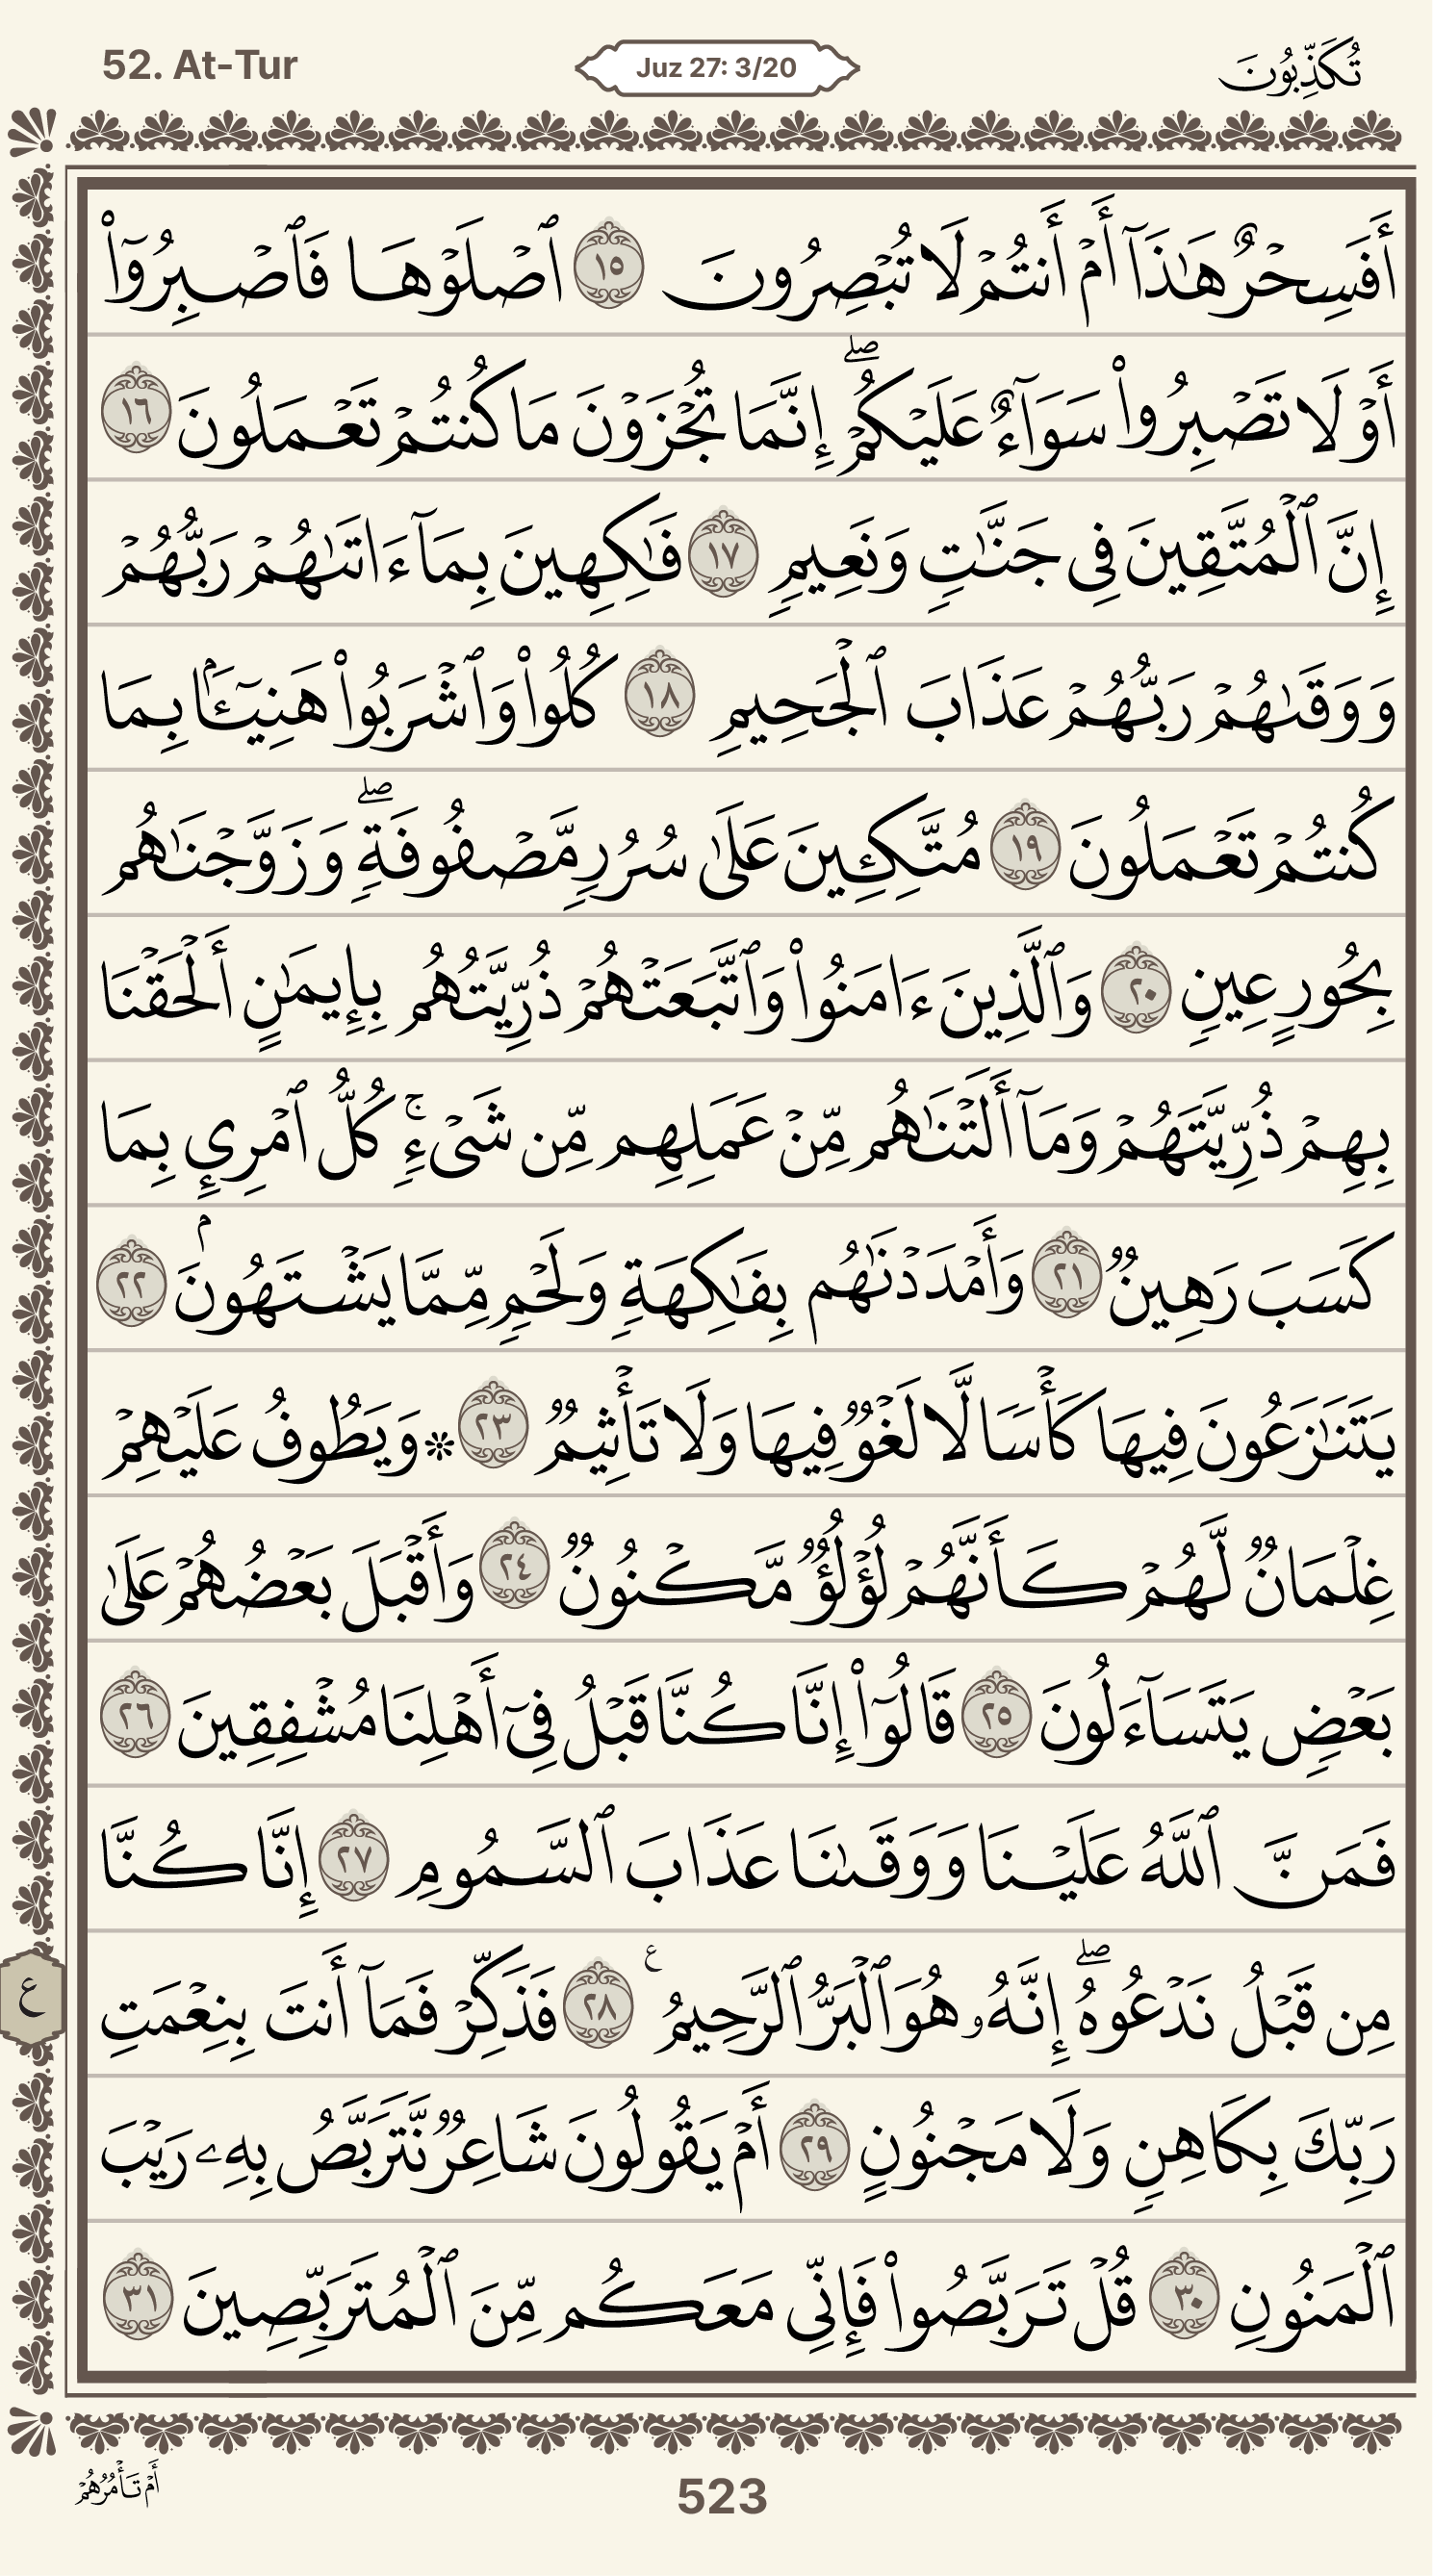 52. At-Tur
Juz 27: 3/20
تُكَذِّبُونَ
أَفَسِحۡرٌ هَٰذَآ أَمۡ أَنتُمۡ لَا تُبۡصِرُونَ ١٥ ٱصۡلَوۡهَا فَٱصۡبِرُوٓاْ
أَوۡ لَا تَصۡبِرُواْ سَوَآءٌ عَلَيۡكُمۡۖ إِنَّمَا تُجۡزَوۡنَ مَا كُنتُمۡ تَعۡمَلُونَ ١٦
إِنَّ ٱلۡمُتَّقِينَ فِي جَنَّٰتٖ وَنَعِيمٖ ١٧ فَٰكِهِينَ بِمَآ ءَاتَىٰهُمۡ رَبُّهُمۡ
وَوَقَىٰهُمۡ رَبُّهُمۡ عَذَابَ ٱلۡجَحِيمِ ١٨ كُلُواْ وَٱشۡرَبُواْ هَنِيٓـَٔۢا بِمَا
كُنتُمۡ تَعۡمَلُونَ ١٩ مُتَّكِـِٔينَ عَلَىٰ سُرُرٖ مَّصۡفُوفَةٖۖ وَزَوَّجۡنَٰهُم
بِحُورٍ عِينٖ ٢٠ وَٱلَّذِينَ ءَامَنُواْ وَٱتَّبَعَتۡهُمۡ ذُرِّيَّتُهُم بِإِيمَٰنٍ أَلۡحَقۡنَا
بِهِمۡ ذُرِّيَّتَهُمۡ وَمَآ أَلَتۡنَٰهُم مِّنۡ عَمَلِهِم مِّن شَيۡءٖۚ كُلُّ ٱمۡرِيِٕۭ بِمَا
كَسَبَ رَهِينٞ ٢١ وَأَمۡدَدۡنَٰهُم بِفَٰكِهَةٖ وَلَحۡمٖ مِّمَّا يَشۡتَهُونَۢ ٢٢
يَتَنَٰزَعُونَ فِيهَا كَأۡسٗا لَّا لَغۡوٞ فِيهَا وَلَا تَأۡثِيمٞ ٢٣ ۞ وَيَطُوفُ عَلَيۡهِمۡ
غِلۡمَانٞ لَّهُمۡ كَأَنَّهُمۡ لُؤۡلُؤٞ مَّكۡنُونٞ ٢٤ وَأَقۡبَلَ بَعۡضُهُمۡ عَلَىٰ
بَعۡضٖ يَتَسَآءَلُونَ ٢٥ قَالُوٓاْ إِنَّا كُنَّا قَبۡلُ فِيٓ أَهۡلِنَا مُشۡفِقِينَ ٢٦
فَمَنَّ ٱللَّهُ عَلَيۡنَا وَوَقَىٰنَا عَذَابَ ٱلسَّمُومِ ٢٧ إِنَّا كُنَّا
مِن قَبۡلُ نَدۡعُوهُۖ إِنَّهُۥ هُوَ ٱلۡبَرُّ ٱلرَّحِيمُ ع ٢٨ فَذَكِّرۡ فَمَآ أَنتَ بِنِعۡمَتِ
ع
رَبِّكَ بِكَاهِنٖ وَلَا مَجۡنُونٍ ٢٩ أَمۡ يَقُولُونَ شَاعِرٞ نَّتَرَبَّصُ بِهِۦ رَيۡبَ
ٱلۡمَنُونِ ٣٠ قُلۡ تَرَبَّصُواْ فَإِنِّي مَعَكُم مِّنَ ٱلۡمُتَرَبِّصِينَ ٣١
أَمۡ تَأۡمُرُهُمۡ
523